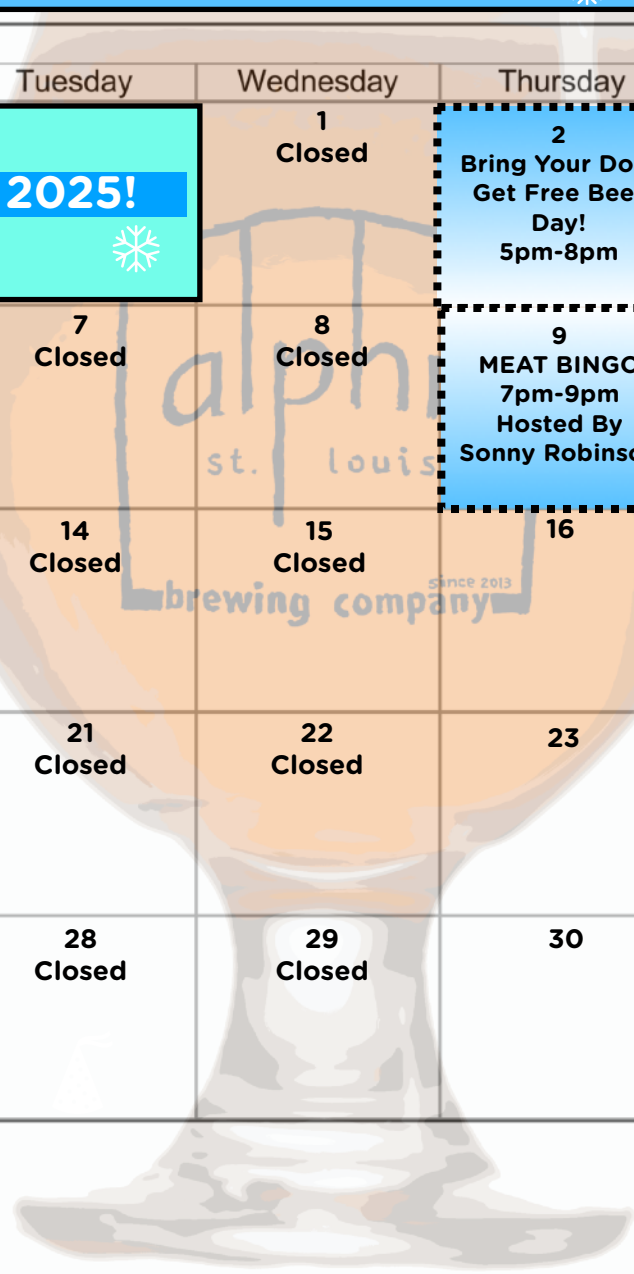 Tuesday Wednesday Thursday
2025!
1
Closed
2
Bring Your Do
Get Free Bee
Day!
5pm-8pm
7
Closed
8
Closed
9
MEAT BINGO
7pm-9pm
Hosted By
Sonny Robins
alph
st. louis
14
Closed
15
Closed
16
since 2013
brewing company
21
Closed
22
Closed
23
28
Closed
29
Closed
30